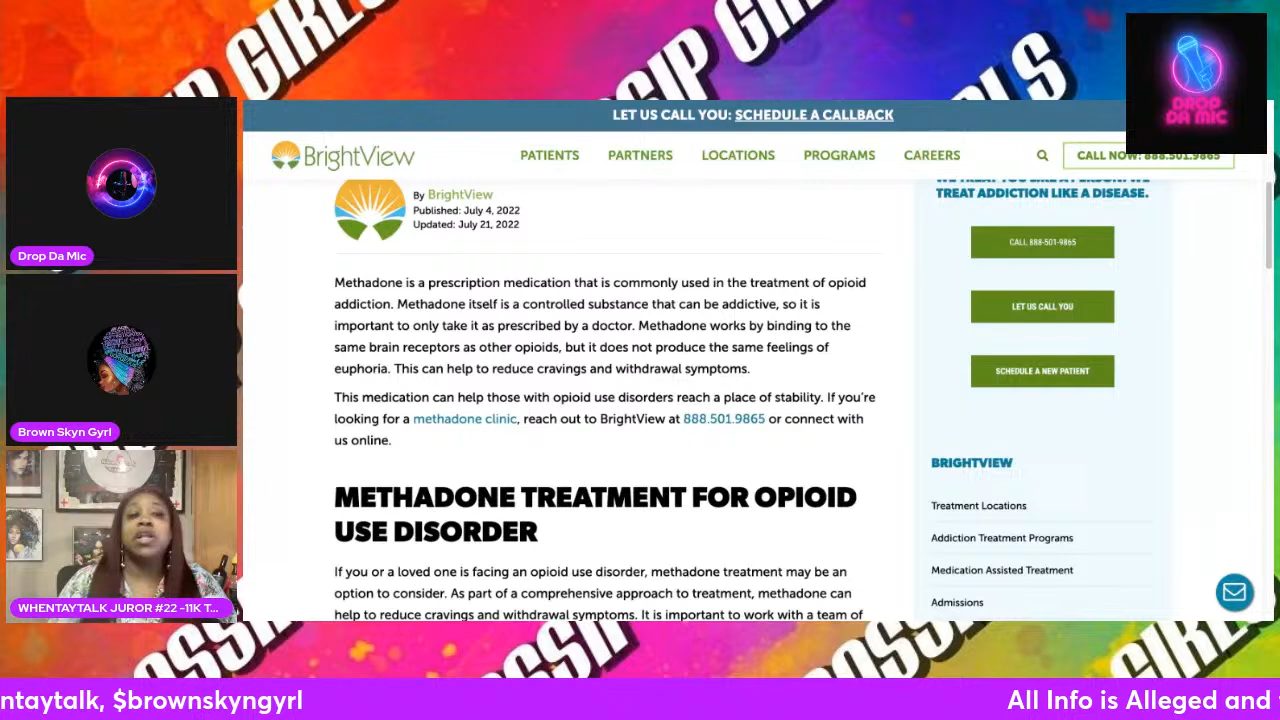 GOSSIP GIRLS
LET US CALL YOU: SCHEDULE A CALLBACK
DROP
DA MIC
BrightView
PATIENTS
PARTNERS
LOCATIONS
PROGRAMS
CAREERS
CALL NOW: 888.501.9865
By BrightView
Published: July 4, 2022
Updated: July 21, 2022
TREAT ADDICTION LIKE A DISEASE.
CALL 888-501-9865
LET US CALL YOU
SCHEDULE A NEW PATIENT
Methadone is a prescription medication that is commonly used in the treatment of opioid
addiction. Methadone itself is a controlled substance that can be addictive, so it is
important to only take it as prescribed by a doctor. Methadone works by binding to the
same brain receptors as other opioids, but it does not produce the same feelings of
euphoria. This can help to reduce cravings and withdrawal symptoms.
This medication can help those with opioid use disorders reach a place of stability. If you're
looking for a methadone clinic, reach out to BrightView at 888.501.9865 or connect with
us online.
METHADONE TREATMENT FOR OPIOID
USE DISORDER
If you or a loved one is facing an opioid use disorder, methadone treatment may be an
option to consider. As part of a comprehensive approach to treatment, methadone can
help to reduce cravings and withdrawal symptoms. It is important to work with a team of
BRIGHTVIEW
Treatment Locations
Addiction Treatment Programs
Medication Assisted Treatment
Admissions
Drop Da Mic
Brown Skyn Gyrl
WHENTAYTALK JUROR #22 -11K T...
ntaytalk, $brownskyngyrl
All Info is Alleged and